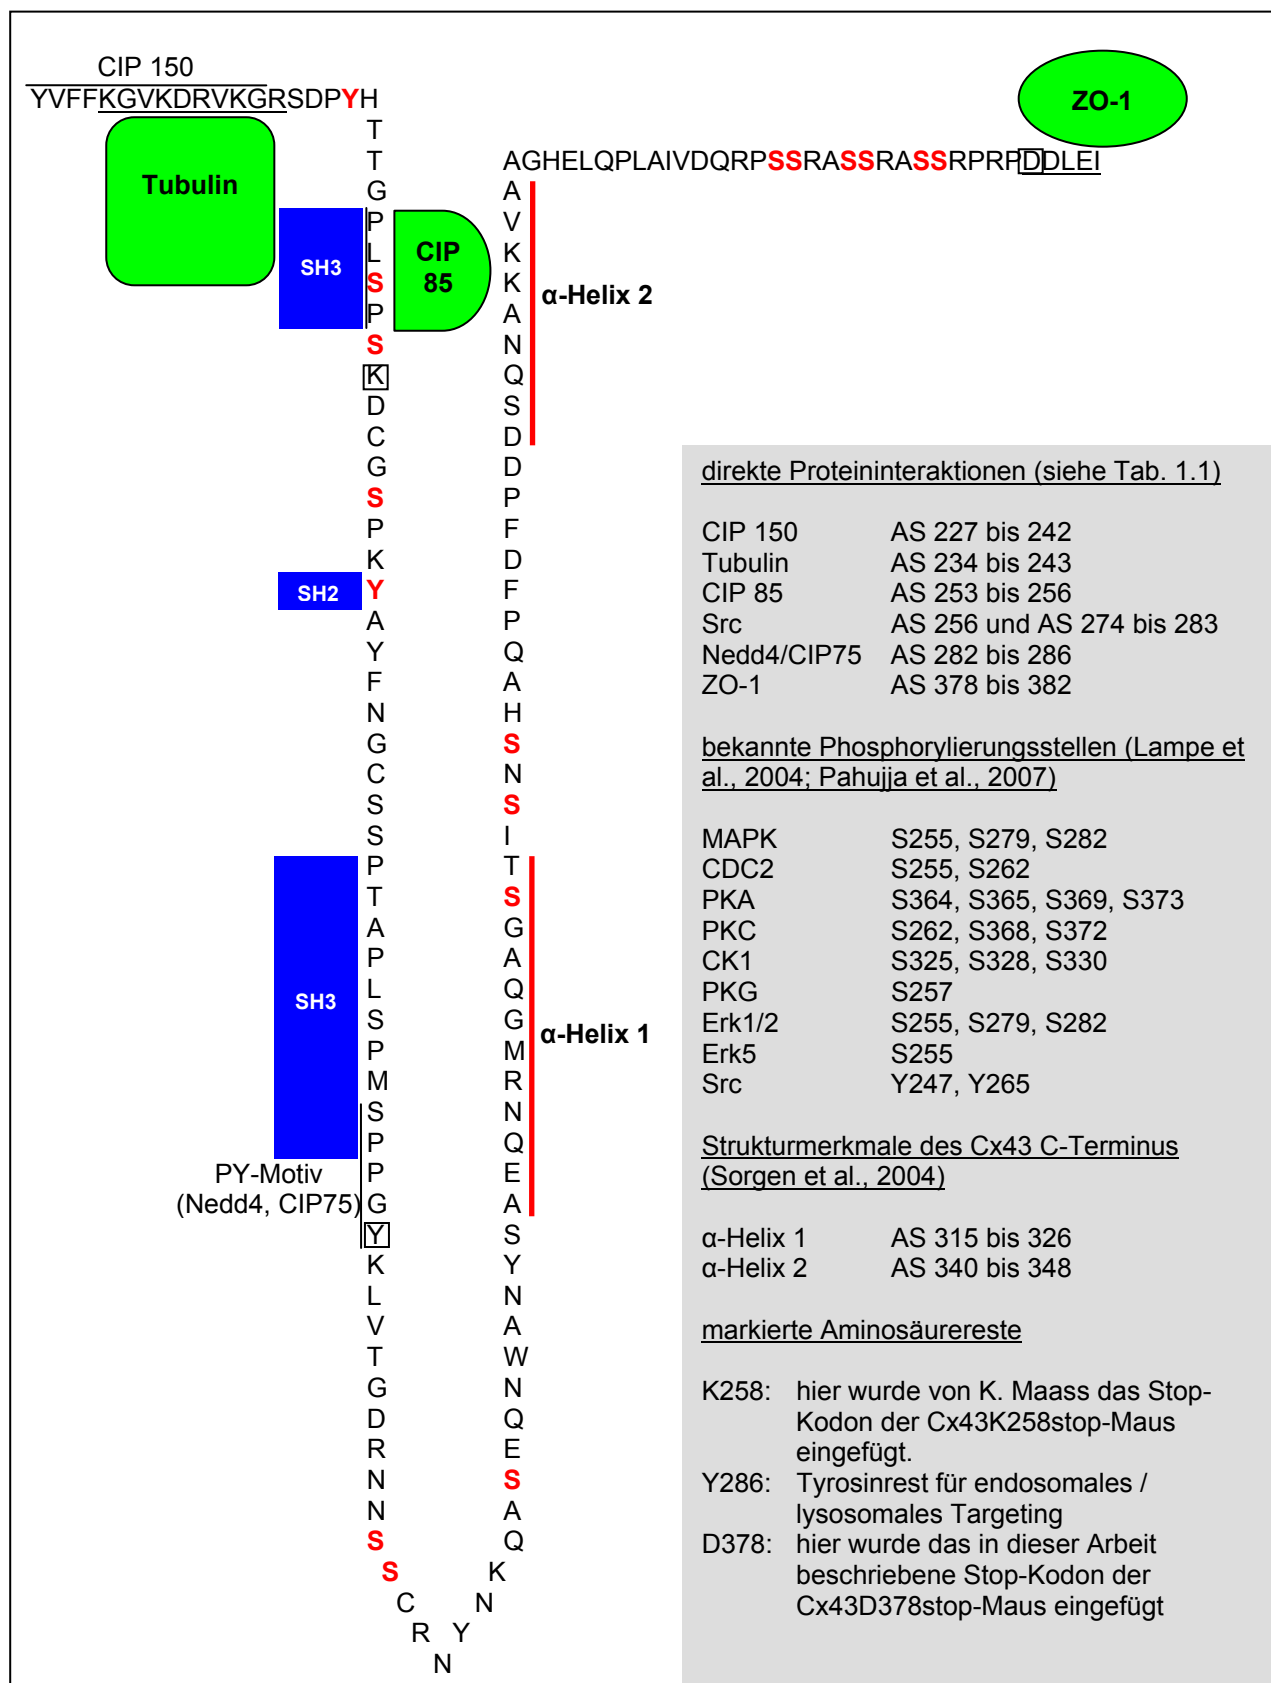 CIP 150
YVFFKGVKDRVKGRSDPYH
Tubulin
T
T
G
P
L
S
P
S
K
D
C
G
S
P
K
Y
A
Y
F
N
G
C
S
S
P
T
A
P
L
S
P
M
S
P
P
G
Y
K
L
V
T
G
D
R
N
N
S
S
C
R
N
Y
N
K
Q
A
S
E
Q
N
W
A
N
Y
S
A
E
Q
N
R
M
G
Q
A
G
S
T
I
S
N
S
H
A
Q
P
F
D
F
P
D
D
S
Q
N
A
K
K
V
A
AGHELQPLAIVDQRPSSRASSRASSRPRPDDLEI
ZO-1
SH3
CIP
85
SH2
SH3
PY-Motiv
(Nedd4, CIP75)
α-Helix 2
α-Helix 1
direkte Proteininteraktionen (siehe Tab. 1.1)
CIP 150 AS 227 bis 242
Tubulin AS 234 bis 243
CIP 85 AS 253 bis 256
Src AS 256 und AS 274 bis 283
Nedd4/CIP75 AS 282 bis 286
ZO-1 AS 378 bis 382
bekannte Phosphorylierungsstellen (Lampe et
al., 2004; Pahujja et al., 2007)
MAPK S255, S279, S282
CDC2 S255, S262
PKA S364, S365, S369, S373
PKC S262, S368, S372
CK1 S325, S328, S330
PKG S257
Erk1/2 S255, S279, S282
Erk5 S255
Src Y247, Y265
Strukturmerkmale des Cx43 C-Terminus
(Sorgen et al., 2004)
α-Helix 1 AS 315 bis 326
α-Helix 2 AS 340 bis 348
markierte Aminosäurereste
K258: hier wurde von K. Maass das Stop-
Kodon der Cx43K258stop-Maus
eingefügt.
Y286: Tyrosinrest für endosomales /
lysosomales Targeting
D378: hier wurde das in dieser Arbeit
beschriebene Stop-Kodon der
Cx43D378stop-Maus eingefügt